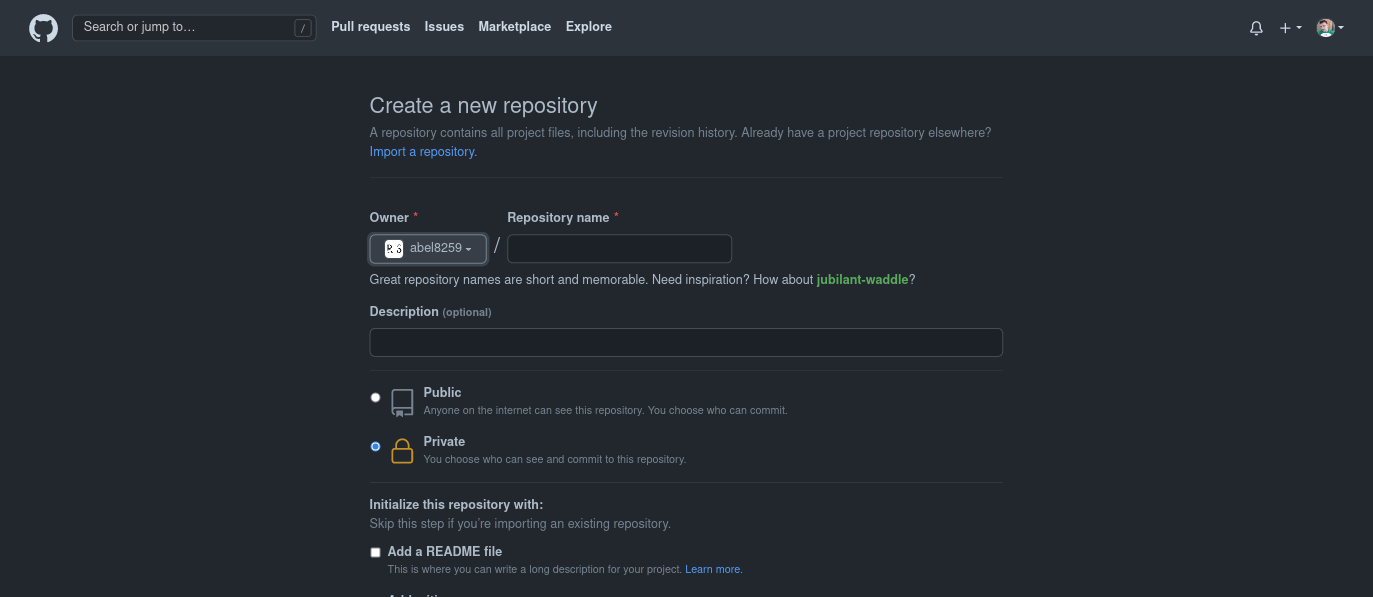 Search or jump to… /
Pull requests Issues Marketplace Explore
Create a new repository
A repository contains all project files, including the revision history. Already have a project repository elsewhere?
Import a repository.
Owner * Repository name *
abel8259 /
Great repository names are short and memorable. Need inspiration? How about jubilant-waddle?
Description (optional)
Public
Anyone on the internet can see this repository. You choose who can commit.
Private
You choose who can see and commit to this repository.
Initialize this repository with:
Skip this step if you’re importing an existing repository.
Add a README file
This is where you can write a long description for your project. Learn more.